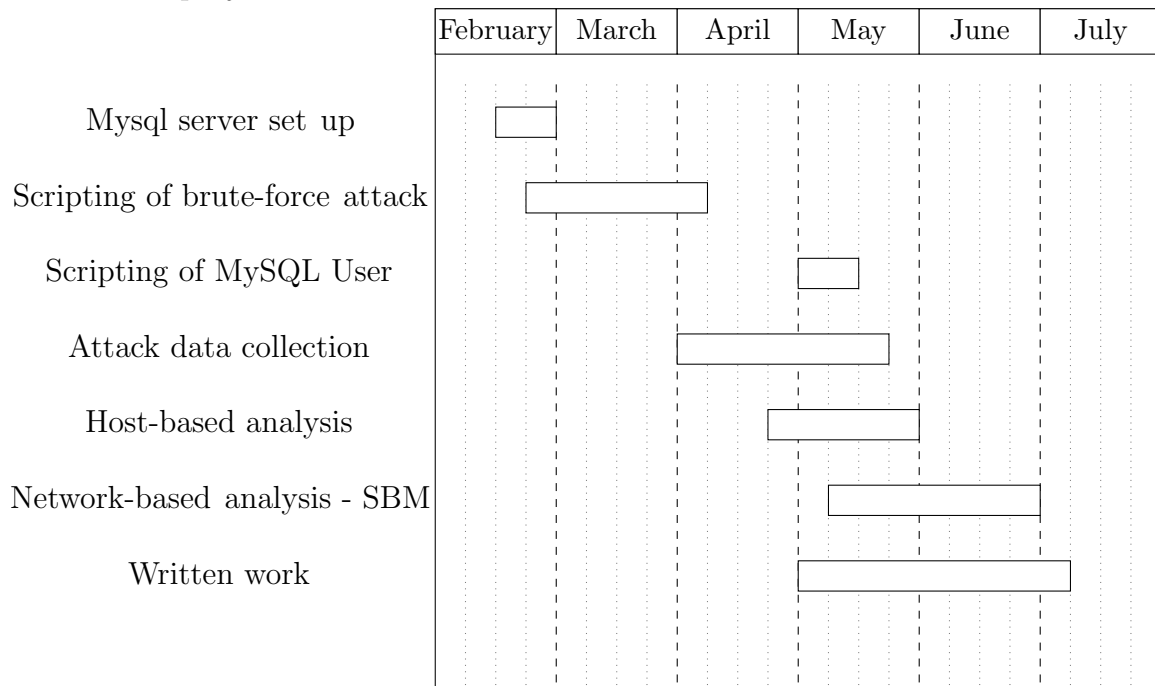 February March April May June July
Mysql server set up
Scripting of brute-force attack
Scripting of MySQL User
Attack data collection
Host-based analysis
Network-based analysis - SBM
Written work